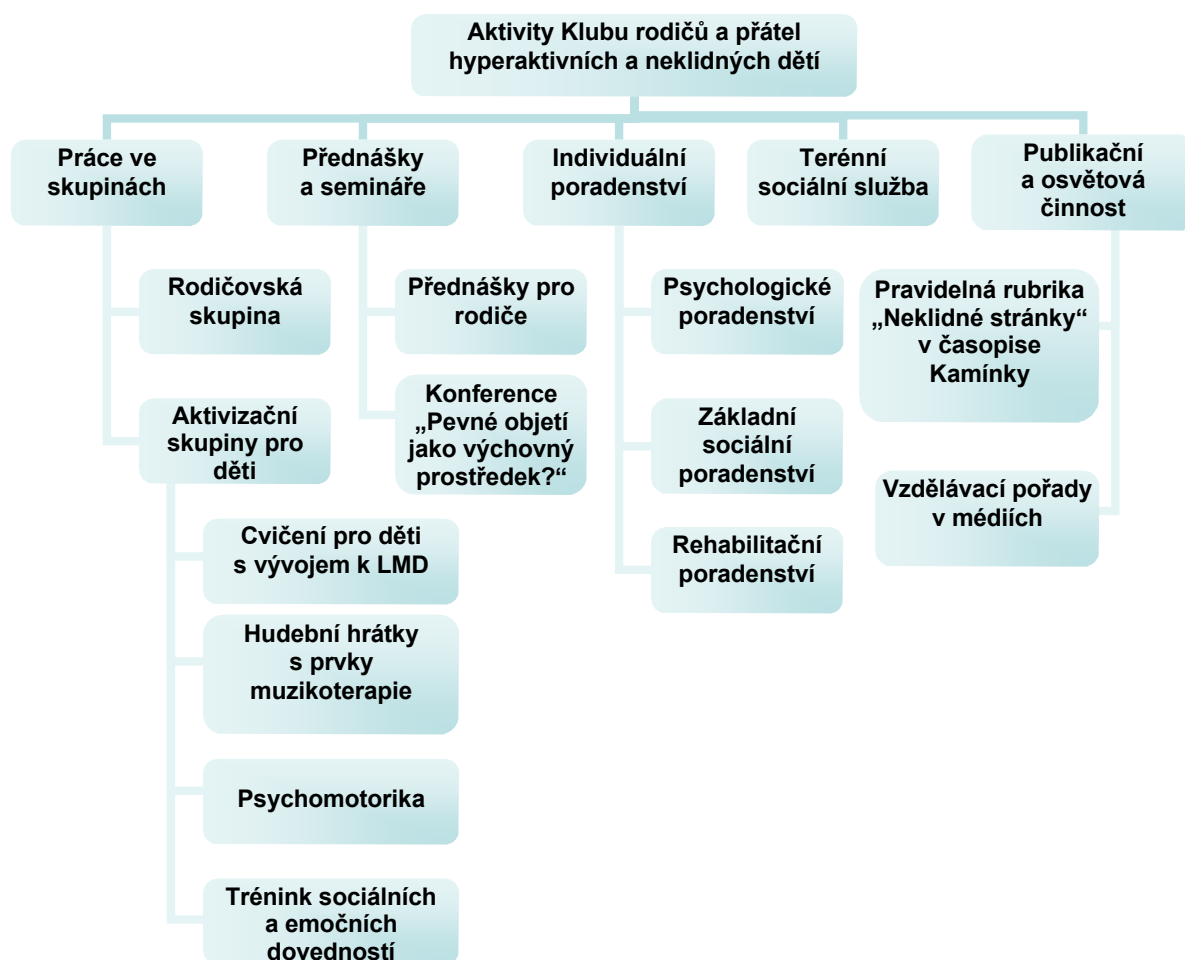 Aktivity Klubu rodičů a přátel
hyperaktivních a neklidných dětí
Práce ve
skupinách
Přednášky
a semináře
Individuální
poradenství
Terénní
sociální služba
Publikační
a osvětová
činnost
Rodičovská
skupina
Aktivizační
skupiny pro
děti
Cvičení pro děti
s vývojem k LMD
Hudební hrátky
s prvky
muzikoterapie
Psychomotorika
Trénink sociálních
a emočních
dovedností
Přednášky pro
rodiče
Konference
„Pevné objetí
jako výchovný
prostředek?“
Psychologické
poradenství
Základní
sociální
poradenství
Rehabilitační
poradenství
Pravidelná rubrika
„Neklidné stránky“
v časopise
Kamínky
Vzdělávací pořady
v médiích